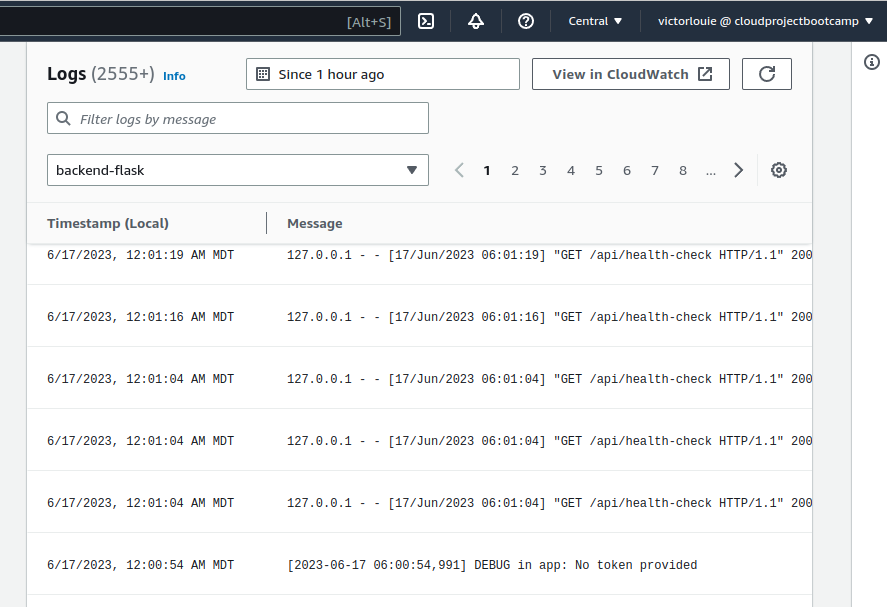 [Alt+S] Central victorlouie @ cloudprojectbootcamp
Logs (2555+) Info Since 1 hour ago View in CloudWatch
Filter logs by message
backend-flask 1 2 3 4 5 6 7 8 ...
Timestamp (Local) Message
6/17/2023, 12:01:19 AM MDT 127.0.0.1 - - [17/Jun/2023 06:01:19] "GET /api/health-check HTTP/1.1" 200
6/17/2023, 12:01:16 AM MDT 127.0.0.1 - - [17/Jun/2023 06:01:16] "GET /api/health-check HTTP/1.1" 200
6/17/2023, 12:01:04 AM MDT 127.0.0.1 - - [17/Jun/2023 06:01:04] "GET /api/health-check HTTP/1.1" 200
6/17/2023, 12:01:04 AM MDT 127.0.0.1 - - [17/Jun/2023 06:01:04] "GET /api/health-check HTTP/1.1" 200
6/17/2023, 12:01:04 AM MDT 127.0.0.1 - - [17/Jun/2023 06:01:04] "GET /api/health-check HTTP/1.1" 200
6/17/2023, 12:00:54 AM MDT [2023-06-17 06:00:54,991] DEBUG in app: No token provided